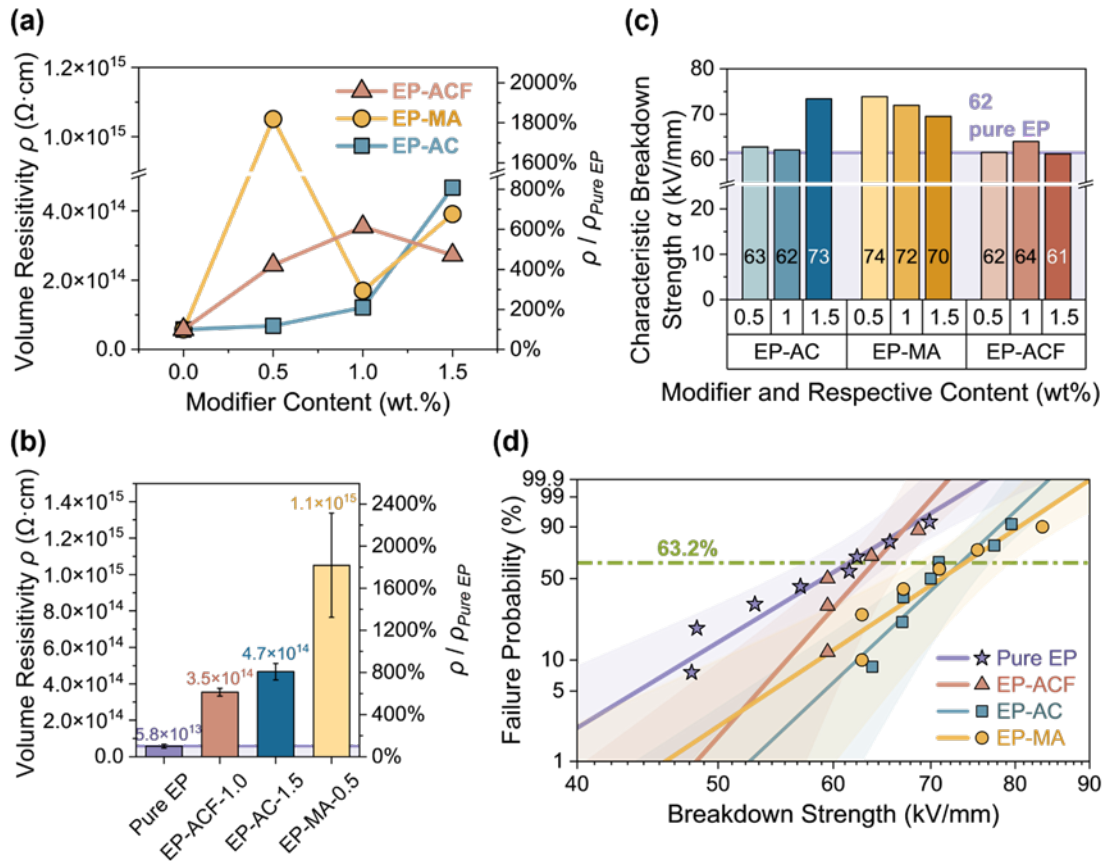 (a)
Volume Resisitivity ρ (Ω·cm)
1.2×10¹⁵
1.0×10¹⁵
4.0×10¹⁴
2.0×10¹⁴
0.0
EP-ACF
EP-MA
EP-AC
2000%
1800%
1600%
800%
600%
400%
200%
0%
ρ / ρPure EP
0.0 0.5 1.0 1.5
Modifier Content (wt.%)
(b)
Volume Resisitivity ρ (Ω·cm)
1.4×10¹⁵
1.2×10¹⁵
1.0×10¹⁵
8.0×10¹⁴
6.0×10¹⁴
4.0×10¹⁴
2.0×10¹⁴
0.0
5.8×10¹³
3.5×10¹⁴
4.7×10¹⁴
1.1×10¹⁵
2400%
2000%
1600%
1200%
800%
400%
0%
ρ / ρPure EP
Pure EP
EP-ACF-1.0
EP-AC-1.5
EP-MA-0.5
(c)
Characteristic Breakdown
Strength α (kV/mm)
80
70
60
20
10
0
62
pure EP
63 62 73 74 72 70 62 64 61
0.5 1 1.5 0.5 1 1.5 0.5 1 1.5
EP-AC EP-MA EP-ACF
Modifier and Respective Content (wt%)
(d)
Failure Probability (%)
99.9
99
90
50
10
5
1
63.2%
Pure EP
EP-ACF
EP-AC
EP-MA
40 50 60 70 80 90
Breakdown Strength (kV/mm)